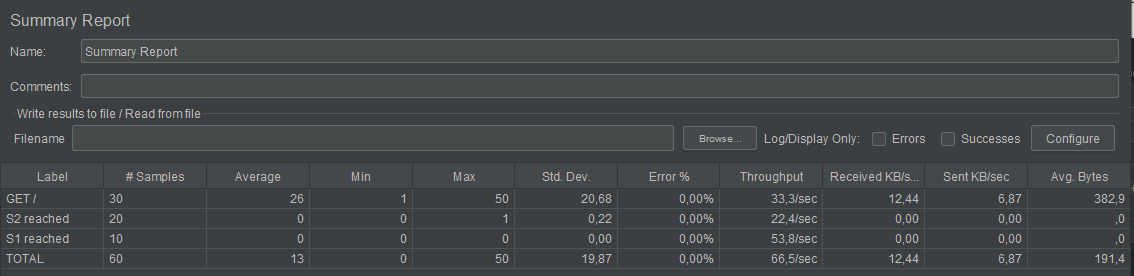 Summary Report
Name: Summary Report
Comments:
Write results to file / Read from file
Filename Browse... Log/Display Only: Errors Successes Configure
Label # Samples Average Min Max Std. Dev. Error % Throughput Received KB/s... Sent KB/sec Avg. Bytes
GET / 30 26 1 50 20,68 0,00% 33,3/sec 12,44 6,87 382,9
S2 reached 20 0 0 1 0,22 0,00% 22,4/sec 0,00 0,00 ,0
S1 reached 10 0 0 0 0,00 0,00% 53,8/sec 0,00 0,00 ,0
TOTAL 60 13 0 50 19,87 0,00% 66,5/sec 12,44 6,87 191,4